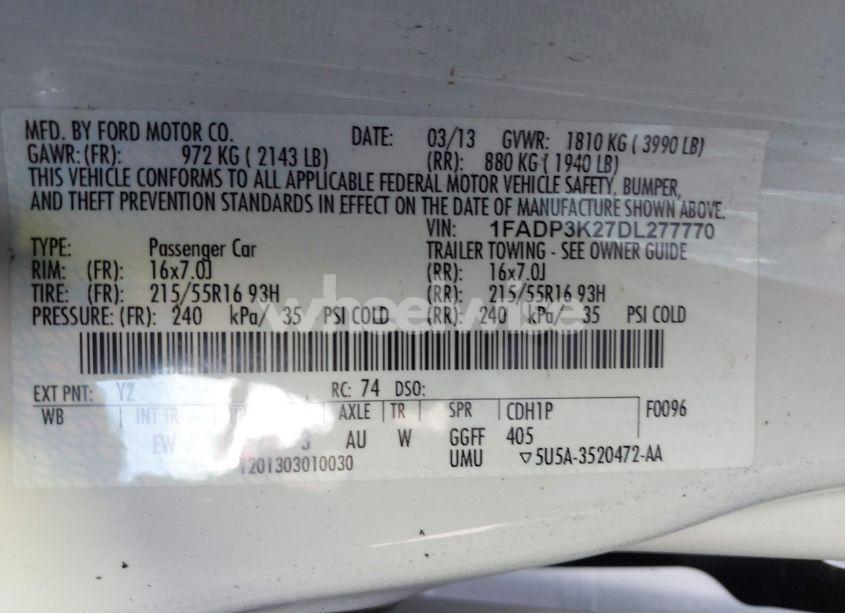 MFD. BY FORD MOTOR CO. DATE: 03/13 GVWR: 1810 KG ( 3990 LB)
GAWR: (FR): 972 KG ( 2143 LB) (RR): 880 KG ( 1940 LB)
THIS VEHICLE CONFORMS TO ALL APPLICABLE FEDERAL MOTOR VEHICLE SAFETY, BUMPER,
AND THEFT PREVENTION STANDARDS IN EFFECT ON THE DATE OF MANUFACTURE SHOWN ABOVE.
VIN: 1FADP3K27DL277770
TYPE: Passenger Car TRAILER TOWING - SEE OWNER GUIDE
RIM: (FR): 16x7.0J (RR): 16x7.0J
TIRE: (FR): 215/55R16 93H (RR): 215/55R16 93H
PRESSURE: (FR): 240 kPa/ 35 PSI COLD (RR): 240 kPa/ 35 PSI COLD
EXT PNT: YZ RC: 74 DSO:
WB INT TR AXLE TR SPR CDH1P F0096
EW 3 AU W GGFF 405
1201303010030 UMU ▽5U5A-3520472-AA